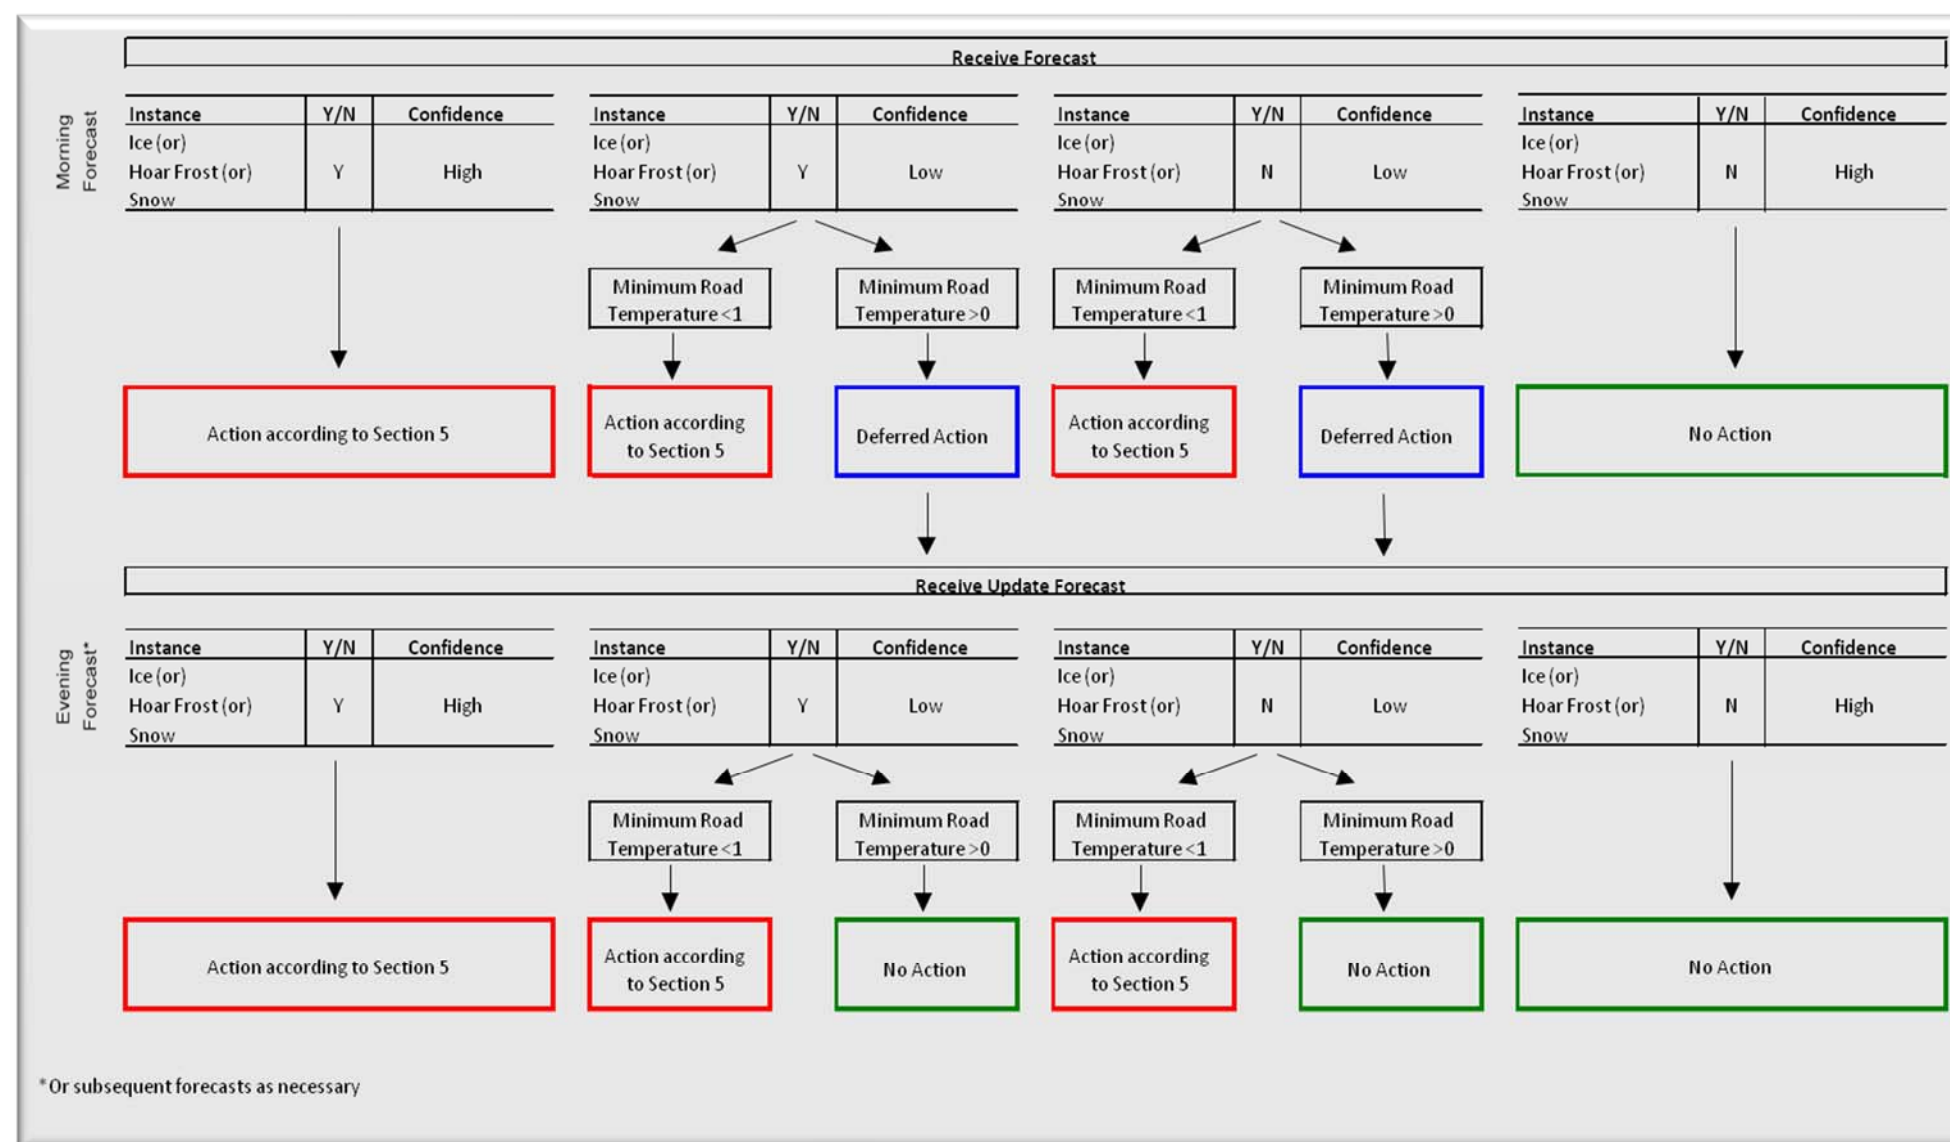 Receive Forecast
Morning
Forecast
Instance Y/N Confidence
Ice (or)
Hoar Frost (or) Y High
Snow
Instance Y/N Confidence
Ice (or)
Hoar Frost (or) Y Low
Snow
Instance Y/N Confidence
Ice (or)
Hoar Frost (or) N Low
Snow
Instance Y/N Confidence
Ice (or)
Hoar Frost (or) N High
Snow
Minimum Road
Temperature <1
Minimum Road
Temperature >0
Minimum Road
Temperature <1
Minimum Road
Temperature >0
Action according to Section 5
Action according
to Section 5
Deferred Action
Action according
to Section 5
Deferred Action
No Action
Receive Update Forecast
Evening
Forecast*
Instance Y/N Confidence
Ice (or)
Hoar Frost (or) Y High
Snow
Instance Y/N Confidence
Ice (or)
Hoar Frost (or) Y Low
Snow
Instance Y/N Confidence
Ice (or)
Hoar Frost (or) N Low
Snow
Instance Y/N Confidence
Ice (or)
Hoar Frost (or) N High
Snow
Minimum Road
Temperature <1
Minimum Road
Temperature >0
Minimum Road
Temperature <1
Minimum Road
Temperature >0
Action according to Section 5
Action according
to Section 5
No Action
Action according
to Section 5
No Action
No Action
*Or subsequent forecasts as necessary